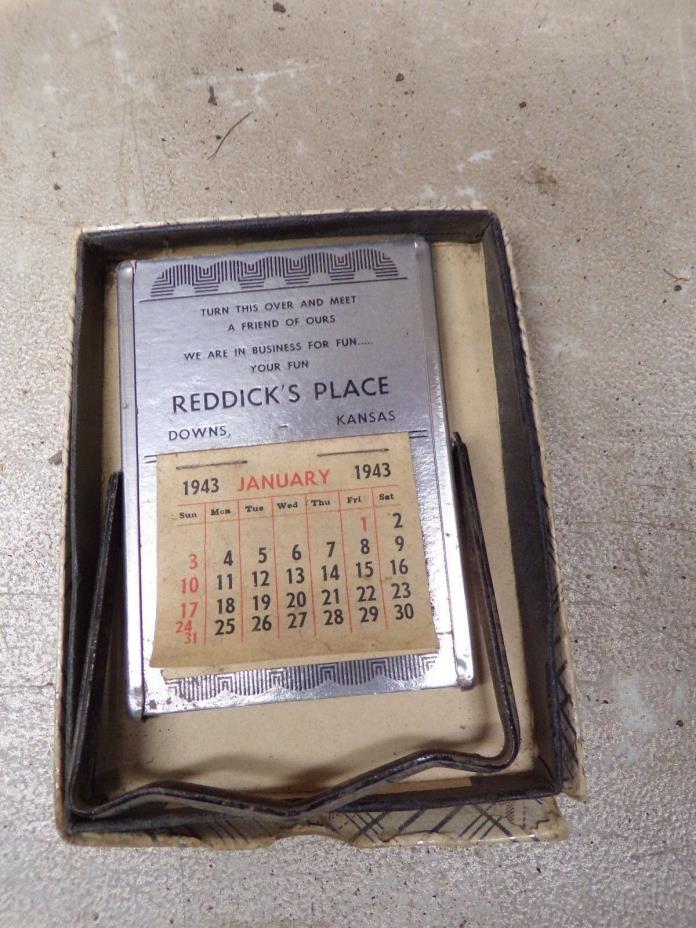 TURN THIS OVER AND MEET
A FRIEND OF OURS
WE ARE IN BUSINESS FOR FUN.....
YOUR FUN
REDDICK'S PLACE
DOWNS, - KANSAS
1943 JANUARY 1943
Sun Mon Tue Wed Thu Fri Sat
1 2
3 4 5 6 7 8 9
10 11 12 13 14 15 16
17 18 19 20 21 22 23
24 31 25 26 27 28 29 30